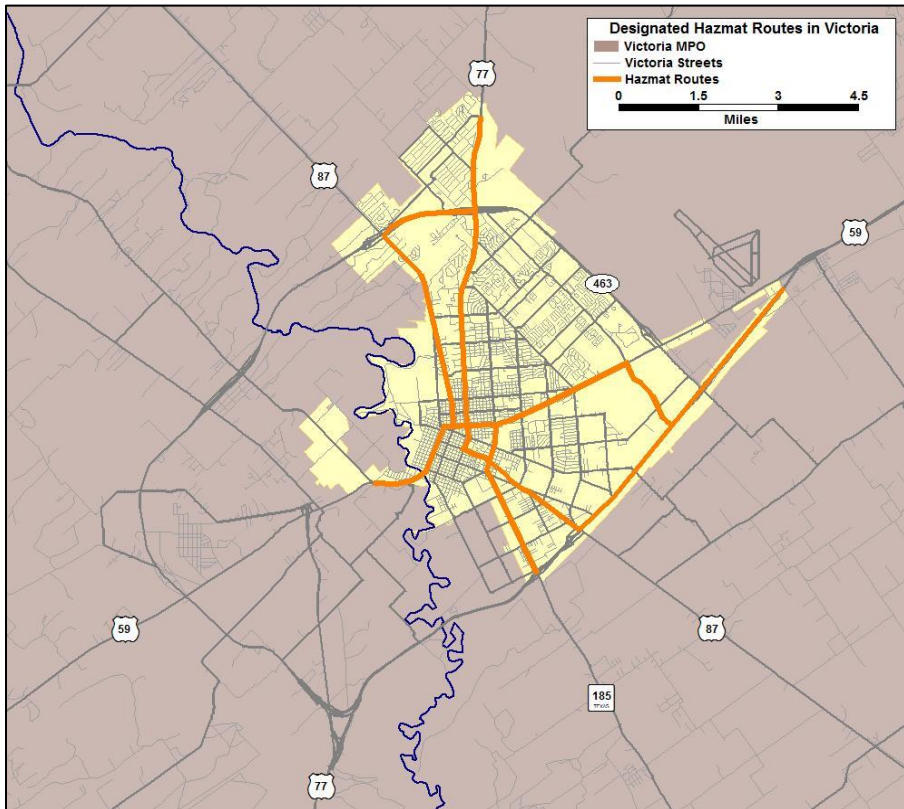 Designated Hazmat Routes in Victoria
Victoria MPO
Victoria Streets
Hazmat Routes
0 1.5 3 4.5
Miles
77
87
59
463
59
87
185
TEXAS
77